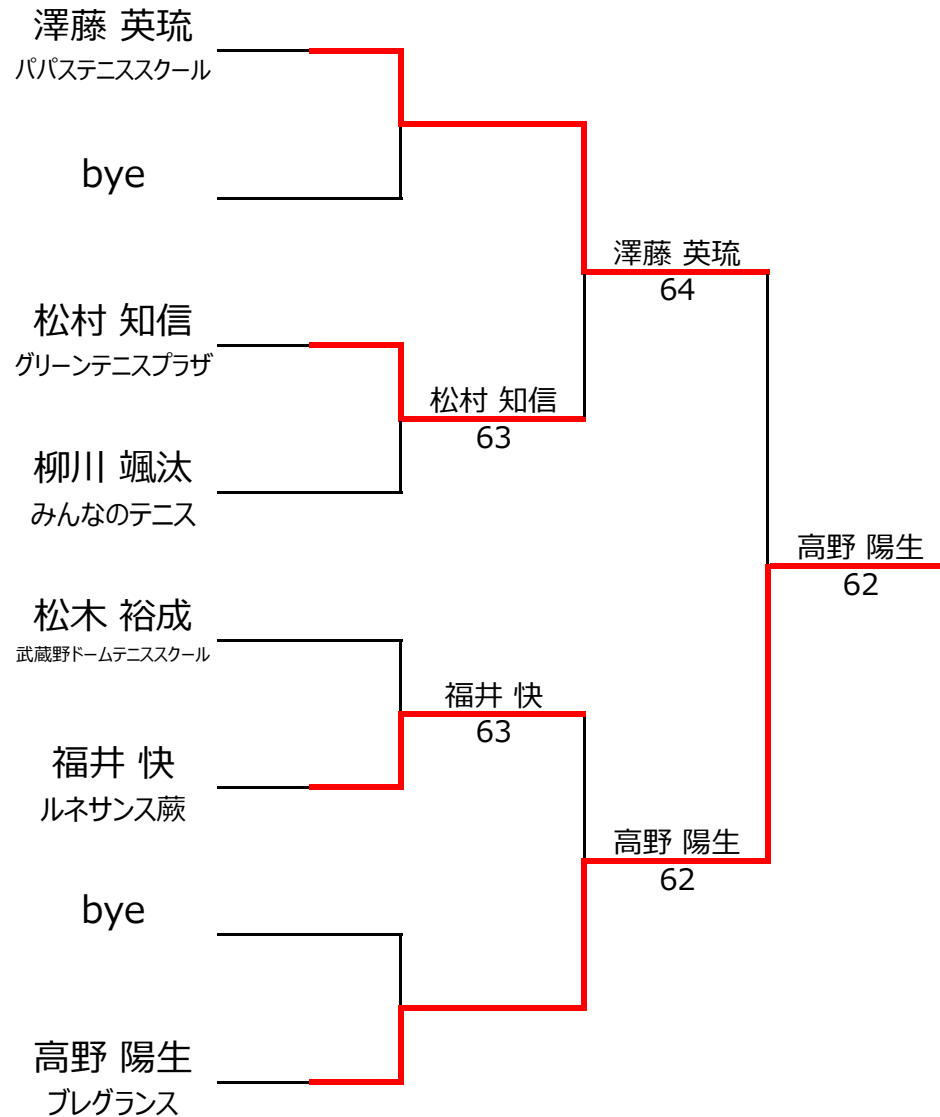 澤藤 英琉
パパステニススクール
bye
松村 知信
グリーンテニスプラザ
柳川 颯汰
みんなのテニス
松木 裕成
武蔵野ドームテニススクール
福井 快
ルネサンス蕨
bye
高野 陽生
ブレグランス
松村 知信
63
福井 快
63
澤藤 英琉
64
高野 陽生
62
高野 陽生
62